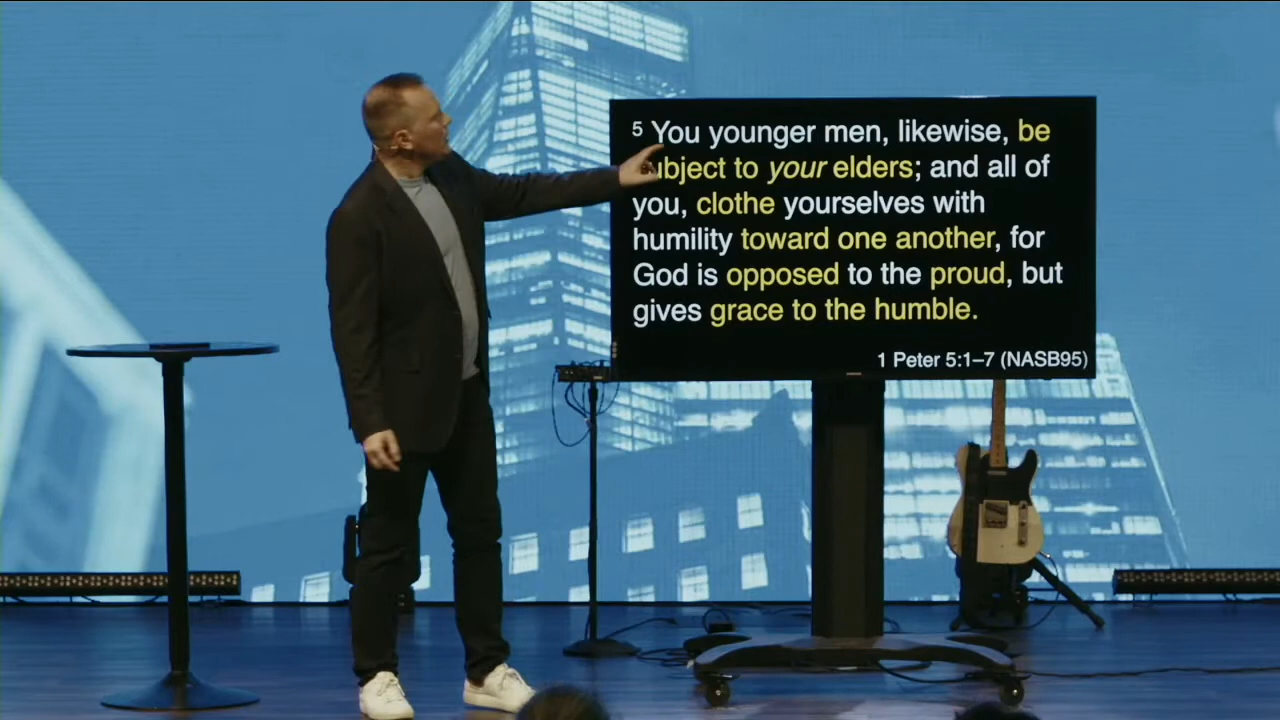 5 You younger men, likewise, be
ubject to your elders; and all of
you, clothe yourselves with
humility toward one another, for
God is opposed to the proud, but
gives grace to the humble.
1 Peter 5:1–7 (NASB95)